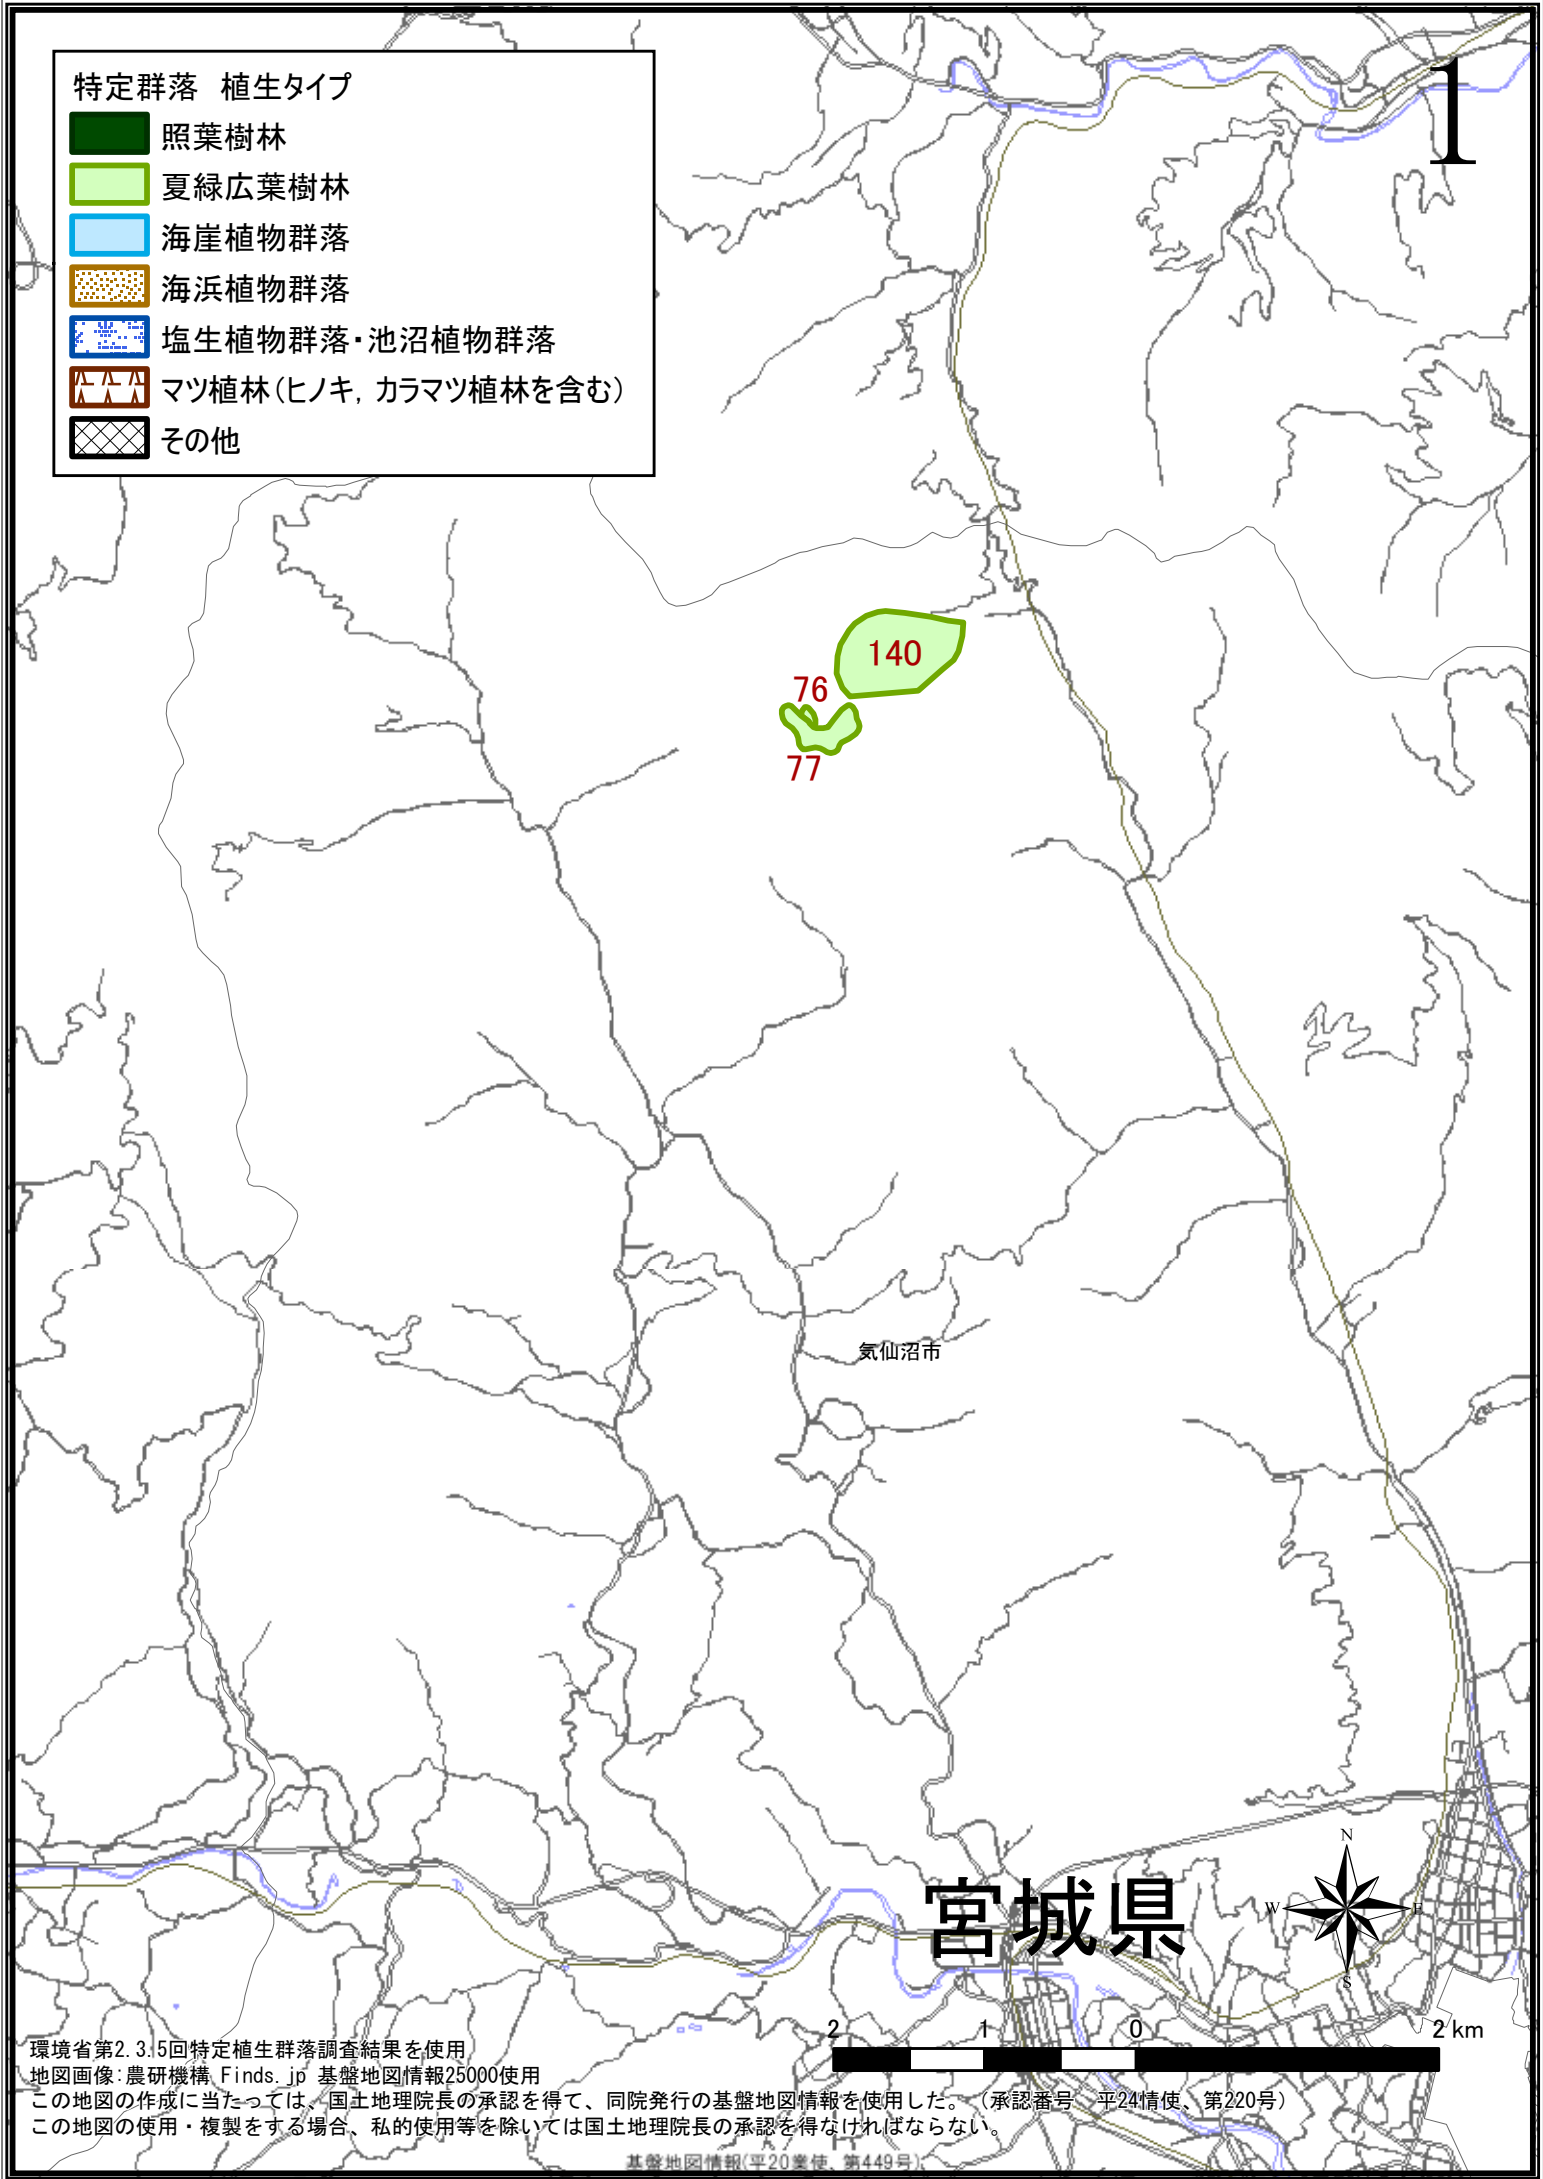 特定群落　植生タイプ
照葉樹林
夏緑広葉樹林
海崖植物群落
海浜植物群落
塩生植物群落・池沼植物群落
マツ植林(ヒノキ, カラマツ植林を含む)
その他
1
140
76
77
気仙沼市
宮城県
N
W
E
S
2 1 0 2 km
環境省第2.3.5回特定植生群落調査結果を使用
地図画像:農研機構 Finds.jp 基盤地図情報25000使用
この地図の作成に当たっては、国土地理院長の承認を得て、同院発行の基盤地図情報を使用した。（承認番号　平24情使、第220号）
この地図の使用・複製をする場合、私的使用等を除いては国土地理院長の承認を得なければならない。
基盤地図情報(平20業使、第449号)